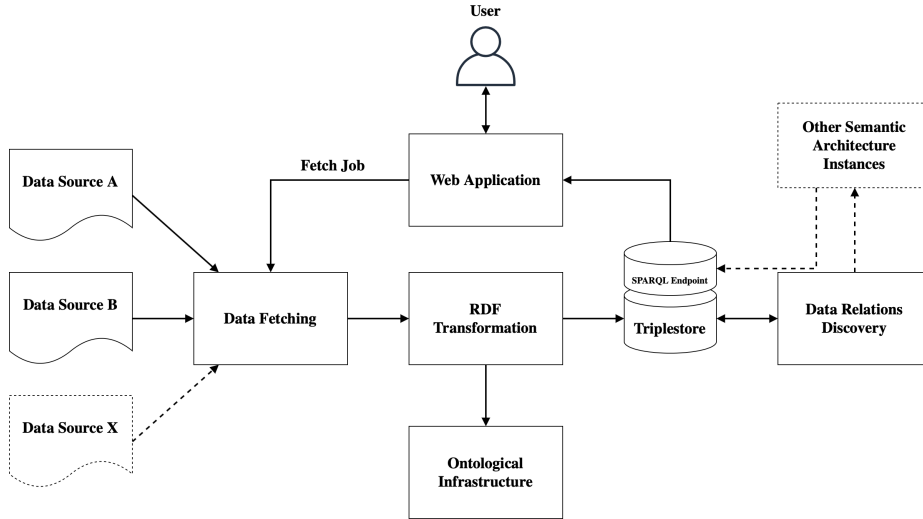 User
Other Semantic
Architecture
Instances
Fetch Job
Web Application
Data Source A
SPARQL Endpoint
Data Source B
Data Fetching
RDF
Transformation
Triplestore
Data Relations
Discovery
Data Source X
Ontological
Infrastructure